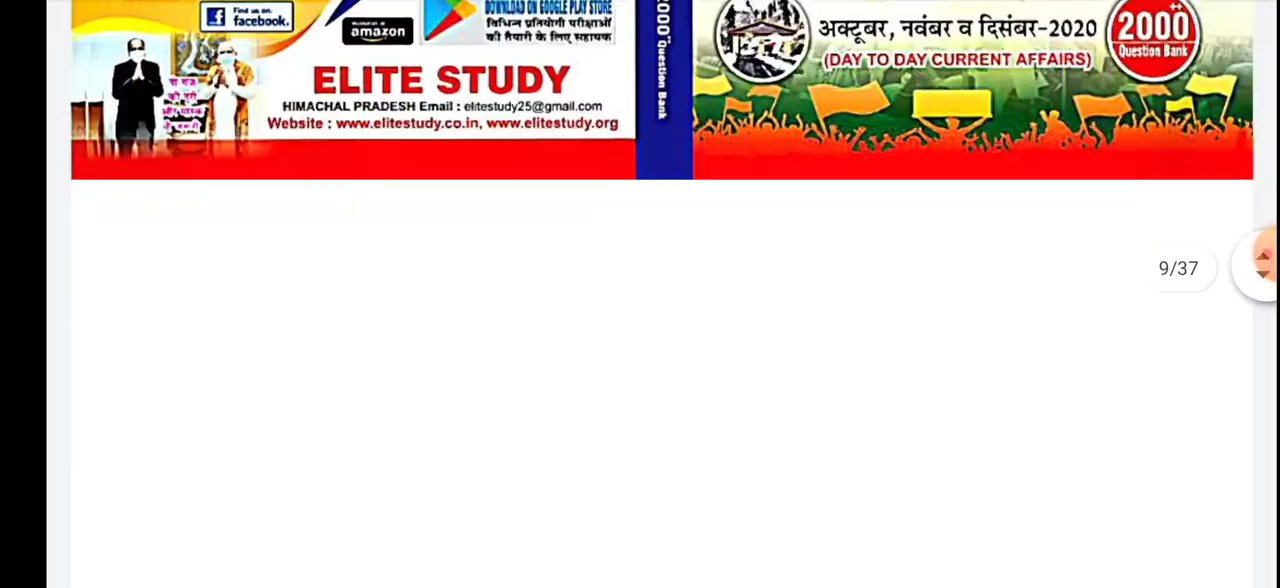 Find us on:
facebook.
amazon
DOWNLOAD ON GOOGLE PLAY STORE
विभिन्न प्रतियोगी परीक्षाओं
की तैयारी के लिए सहायक
ELITE STUDY
HIMACHAL PRADESH Email : elitestudy25@gmail.com
Website : www.elitestudy.co.in, www.elitestudy.org
2000++ Question Bank
अक्टूबर, नवंबर व दिसंबर-2020
(DAY TO DAY CURRENT AFFAIRS)
2000++
Question Bank
9/37